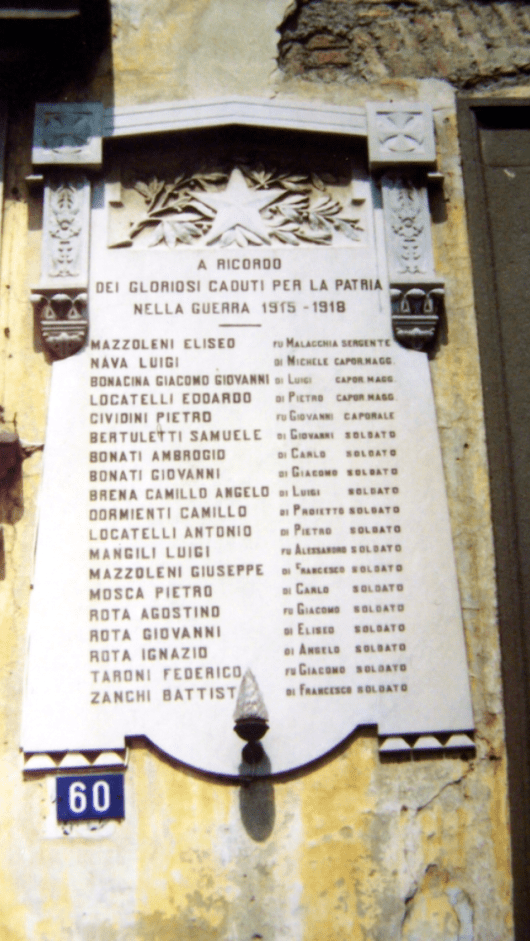 A RICORDO
DEI GLORIOSI CADUTI PER LA PATRIA
NELLA GUERRA 1915-1918
MAZZOLENI ELISEO FU MALACCHIA SERGENTE
NAVA LUIGI DI MICHELE CAPOR.MAGG.
BONACINA GIACOMO GIOVANNI DI LUIGI CAPOR.MAGG.
LOCATELLI EDOARDO DI PIETRO CAPOR.MAGG.
CIVIDINI PIETRO FU GIOVANNI CAPORALE
BERTULETTI SAMUELE DI GIOVANNI SOLDATO
BONATI AMBROGIO DI CARLO SOLDATO
BONATI GIOVANNI DI GIACOMO SOLDATO
BRENA CAMILLO ANGELO DI LUIGI SOLDATO
DORMIENTI CAMILLO DI PROIETTO SOLDATO
LOCATELLI ANTONIO DI PIETRO SOLDATO
MANGILI LUIGI FU ALESSANDRO SOLDATO
MAZZOLENI GIUSEPPE DI FRANCESCO SOLDATO
MOSCA PIETRO DI CARLO SOLDATO
ROTA AGOSTINO FU GIACOMO SOLDATO
ROTA GIOVANNI DI ELISEO SOLDATO
ROTA IGNAZIO DI ANGELO SOLDATO
TARONI FEDERICO FU GIACOMO SOLDATO
ZANCHI BATTIST DI FRANCESCO SOLDATO
60